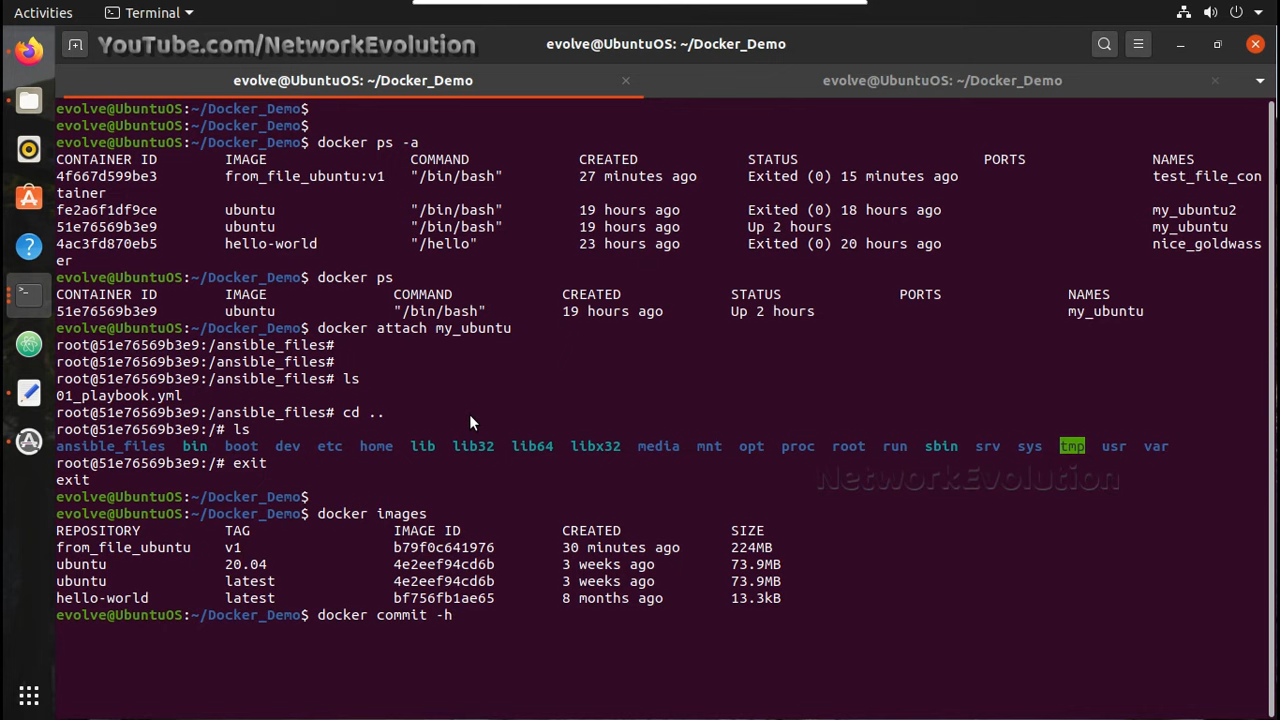 Activities Terminal
YouTube.com/NetworkEvolution evolve@UbuntuOS: ~/Docker_Demo
evolve@UbuntuOS: ~/Docker_Demo evolve@UbuntuOS: ~/Docker_Demo
evolve@UbuntuOS:~/Docker_Demo$
evolve@UbuntuOS:~/Docker_Demo$
evolve@UbuntuOS:~/Docker_Demo$ docker ps -a
CONTAINER ID IMAGE COMMAND CREATED STATUS PORTS NAMES
4f667d599be3 from_file_ubuntu:v1 "/bin/bash" 27 minutes ago Exited (0) 15 minutes ago test_file_con
tainer
fe2a6f1df9ce ubuntu "/bin/bash" 19 hours ago Exited (0) 18 hours ago my_ubuntu2
51e76569b3e9 ubuntu "/bin/bash" 19 hours ago Up 2 hours my_ubuntu
4ac3fd870eb5 hello-world "/hello" 23 hours ago Exited (0) 20 hours ago nice_goldwass
er
evolve@UbuntuOS:~/Docker_Demo$ docker ps
CONTAINER ID IMAGE COMMAND CREATED STATUS PORTS NAMES
51e76569b3e9 ubuntu "/bin/bash" 19 hours ago Up 2 hours my_ubuntu
evolve@UbuntuOS:~/Docker_Demo$ docker attach my_ubuntu
root@51e76569b3e9:/ansible_files#
root@51e76569b3e9:/ansible_files#
root@51e76569b3e9:/ansible_files# ls
01_playbook.yml
root@51e76569b3e9:/ansible_files# cd ..
root@51e76569b3e9:/# ls
ansible_files bin boot dev etc home lib lib32 lib64 libx32 media mnt opt proc root run sbin srv sys tmp usr var
root@51e76569b3e9:/# exit
exit
NetworkEvolution
evolve@UbuntuOS:~/Docker_Demo$
evolve@UbuntuOS:~/Docker_Demo$ docker images
REPOSITORY TAG IMAGE ID CREATED SIZE
from_file_ubuntu v1 b79f0c641976 30 minutes ago 224MB
ubuntu 20.04 4e2eef94cd6b 3 weeks ago 73.9MB
ubuntu latest 4e2eef94cd6b 3 weeks ago 73.9MB
hello-world latest bf756fb1ae65 8 months ago 13.3kB
evolve@UbuntuOS:~/Docker_Demo$ docker commit -h